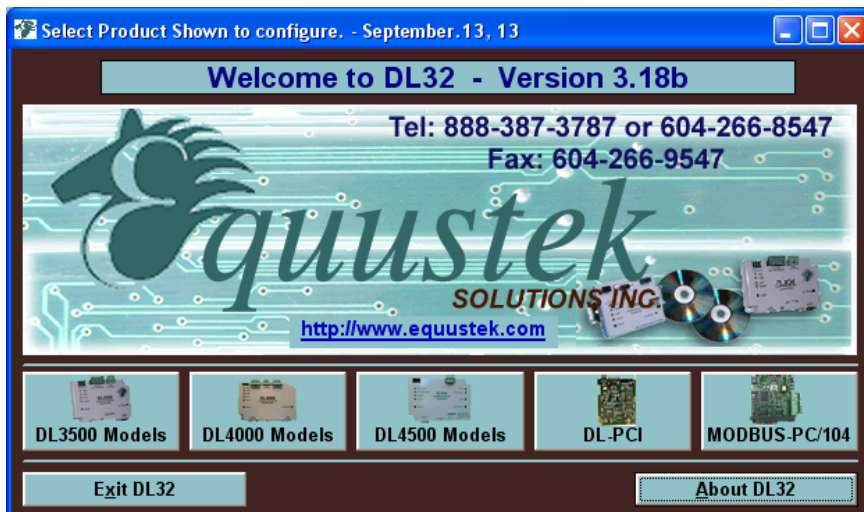 Select Product Shown to configure. - September.13, 13
Welcome to DL32 - Version 3.18b
Tel: 888-387-3787 or 604-266-8547
Fax: 604-266-9547
Equustek
SOLUTIONS INC.
http://www.equustek.com
DL3500 Models
DL4000 Models
DL4500 Models
DL-PCI
MODBUS-PC/104
Exit DL32
About DL32